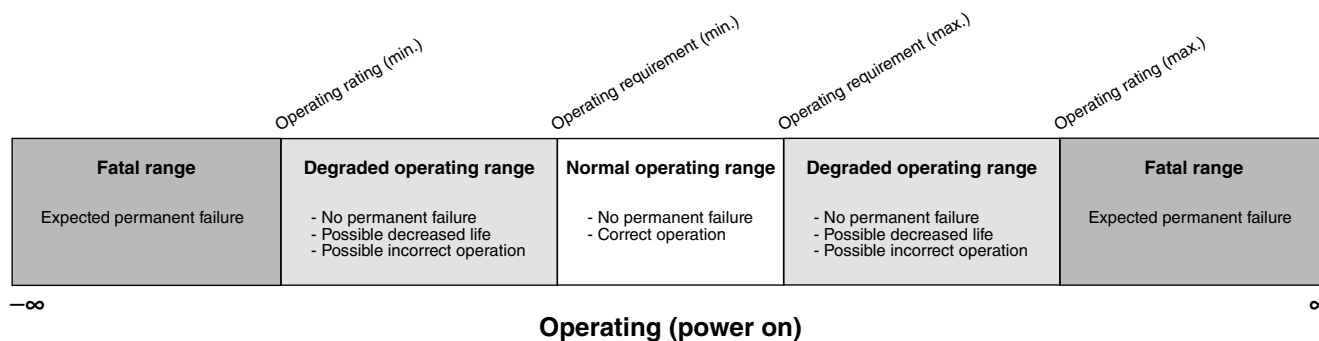 Operating rating (min.)
Operating requirement (min.)
Operating requirement (max.)
Operating rating (max.)
Fatal range
Expected permanent failure
Degraded operating range
- No permanent failure
- Possible decreased life
- Possible incorrect operation
Normal operating range
- No permanent failure
- Correct operation
Degraded operating range
- No permanent failure
- Possible decreased life
- Possible incorrect operation
Fatal range
Expected permanent failure
–∞
∞
Operating (power on)